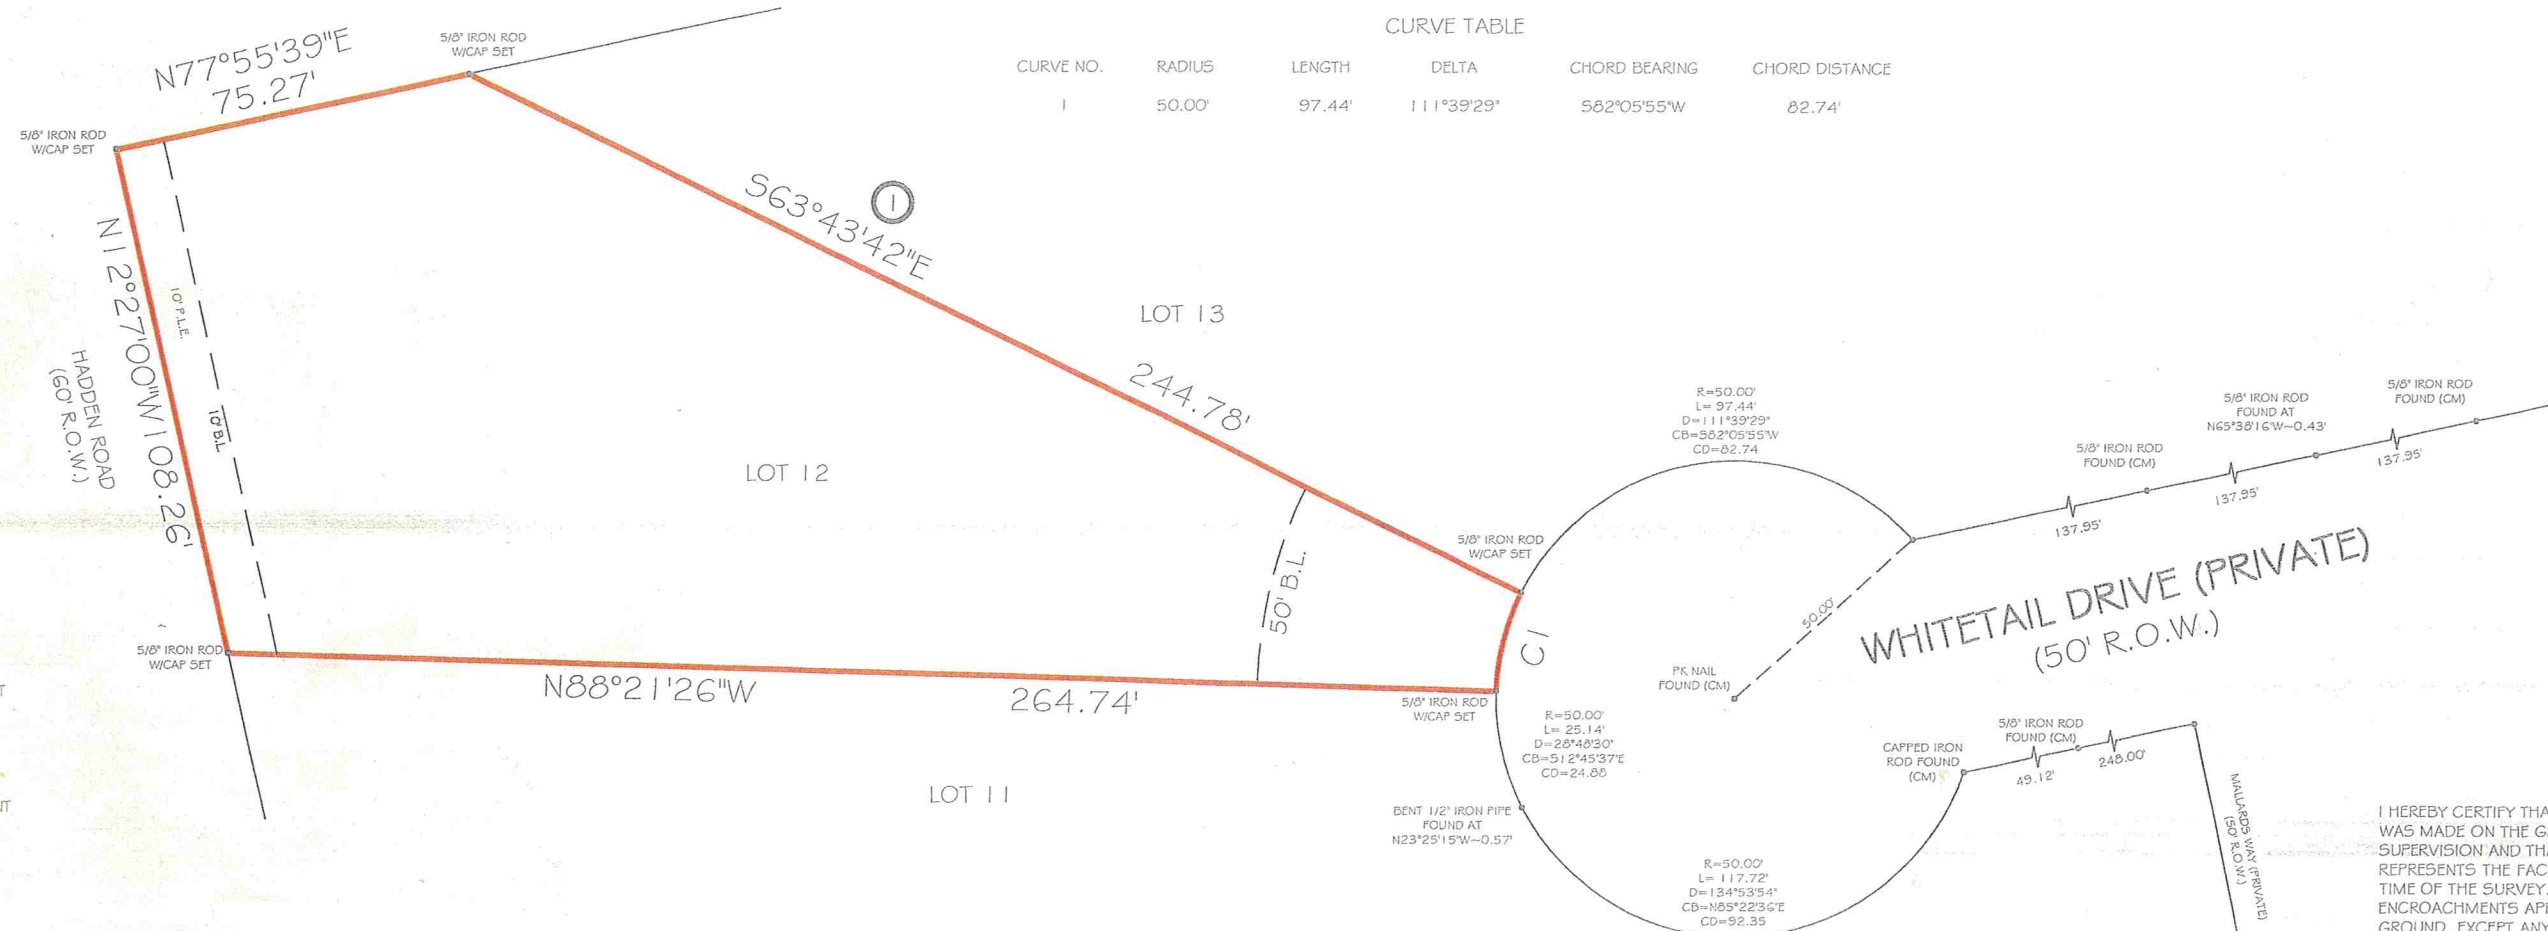 CURVE TABLE
CURVE NO. RADIUS LENGTH DELTA CHORD BEARING CHORD DISTANCE
1 50.00' 97.44' 111°39'29" S82°05'55"W 82.74'
N77°55'39"E
75.27'
5/8" IRON ROD
W/CAP SET
5/8" IRON ROD
W/CAP SET
S63°43'42"E
1
244.78'
LOT 13
N12°27'00"W 108.26'
10' P.L.E.
10' B.L.
HADDEN ROAD
(60' R.O.W.)
LOT 12
5/8" IRON ROD
W/CAP SET
N88°21'26"W
264.74'
50' B.L.
5/8" IRON ROD
W/CAP SET
C1
5/8" IRON ROD
W/CAP SET
LOT 11
R=50.00'
L= 97.44'
D=111°39'29"
CB=S82°05'55"W
CD=82.74
R=50.00'
L= 25.14'
D=28°48'30"
CB=S12°45'37"E
CD=24.88
BENT 1/2" IRON PIPE
FOUND AT
N23°25'15"W~0.57'
PK NAIL
FOUND (CM)
50.00'
R=50.00'
L= 117.72'
D=134°53'54"
CB=N85°22'36"E
CD=92.35
5/8" IRON ROD
FOUND (CM)
5/8" IRON ROD
FOUND AT
N65°38'16"W~0.43'
5/8" IRON ROD
FOUND (CM)
137.95'
137.95'
137.95'
WHITETAIL DRIVE (PRIVATE)
(50' R.O.W.)
CAPPED IRON
ROD FOUND
(CM)
5/8" IRON ROD
FOUND (CM)
49.12'
248.00'
MALLARDS WAY (PRIVATE)
(50' R.O.W.)
I HEREBY CERTIFY THA
WAS MADE ON THE G
SUPERVISION AND THA
REPRESENTS THE FAC
TIME OF THE SURVEY.
ENCROACHMENTS AP
GROUND, EXCEPT ANY